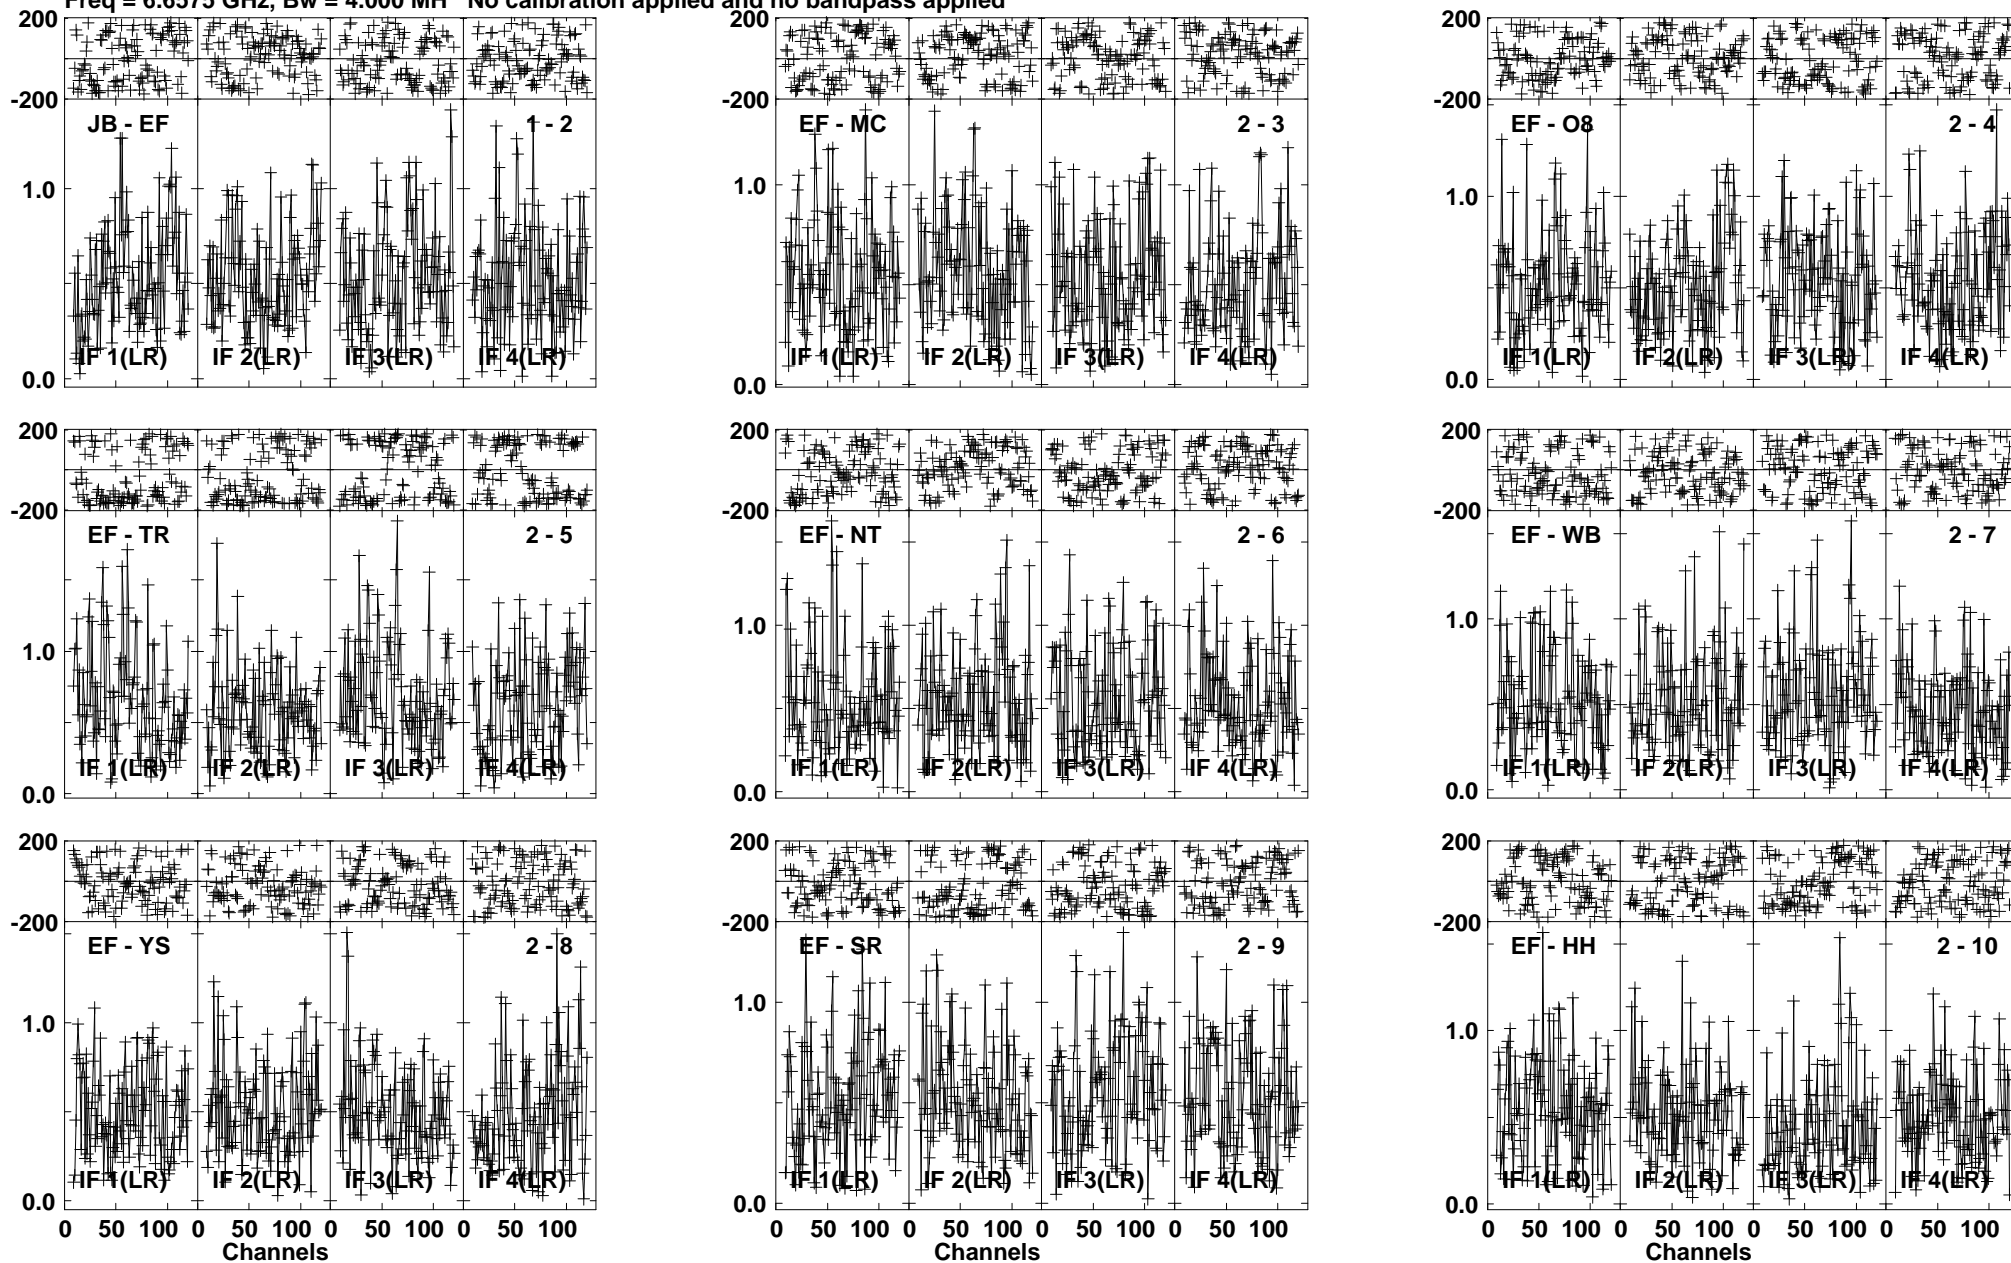 Freq = 6.6575 GHz, Bw = 4.000 MH No calibration applied and no bandpass applied
200 200 200
-200 -200 -200
JB - EF 1 - 2 EF - MC 2 - 3 EF - O8 2 - 4
1.0 1.0 1.0
IF 1(LR) IF 2(LR) IF 3(LR) IF 4(LR) IF 1(LR) IF 2(LR) IF 3(LR) IF 4(LR) IF 1(LR) IF 2(LR) IF 3(LR) IF 4(LR)
0.0 0.0 0.0
200 200 200
-200 -200 -200
EF - TR 2 - 5 EF - NT 2 - 6 EF - WB 2 - 7
1.0 1.0 1.0
IF 1(LR) IF 2(LR) IF 3(LR) IF 4(LR) IF 1(LR) IF 2(LR) IF 3(LR) IF 4(LR) IF 1(LR) IF 2(LR) IF 3(LR) IF 4(LR)
0.0 0.0 0.0
200 200 200
-200 -200 -200
EF - YS 2 - 8 EF - SR 2 - 9 EF - HH 2 - 10
1.0 1.0 1.0
IF 1(LR) IF 2(LR) IF 3(LR) IF 4(LR) IF 1(LR) IF 2(LR) IF 3(LR) IF 4(LR) IF 1(LR) IF 2(LR) IF 3(LR) IF 4(LR)
0.0 0.0 0.0
0 50 100 0 50 100 0 50 100 0 50 100 0 50 100 0 50 100 0 50 100 0 50 100 0 50 100 0 50 100 0 50 100 0 50 100
Channels Channels Channels